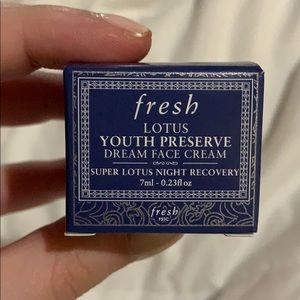 fresh
LOTUS
YOUTH PRESERVE
DREAM FACE CREAM
SUPER LOTUS NIGHT RECOVERY
7ml - 0.23fl oz
fresh